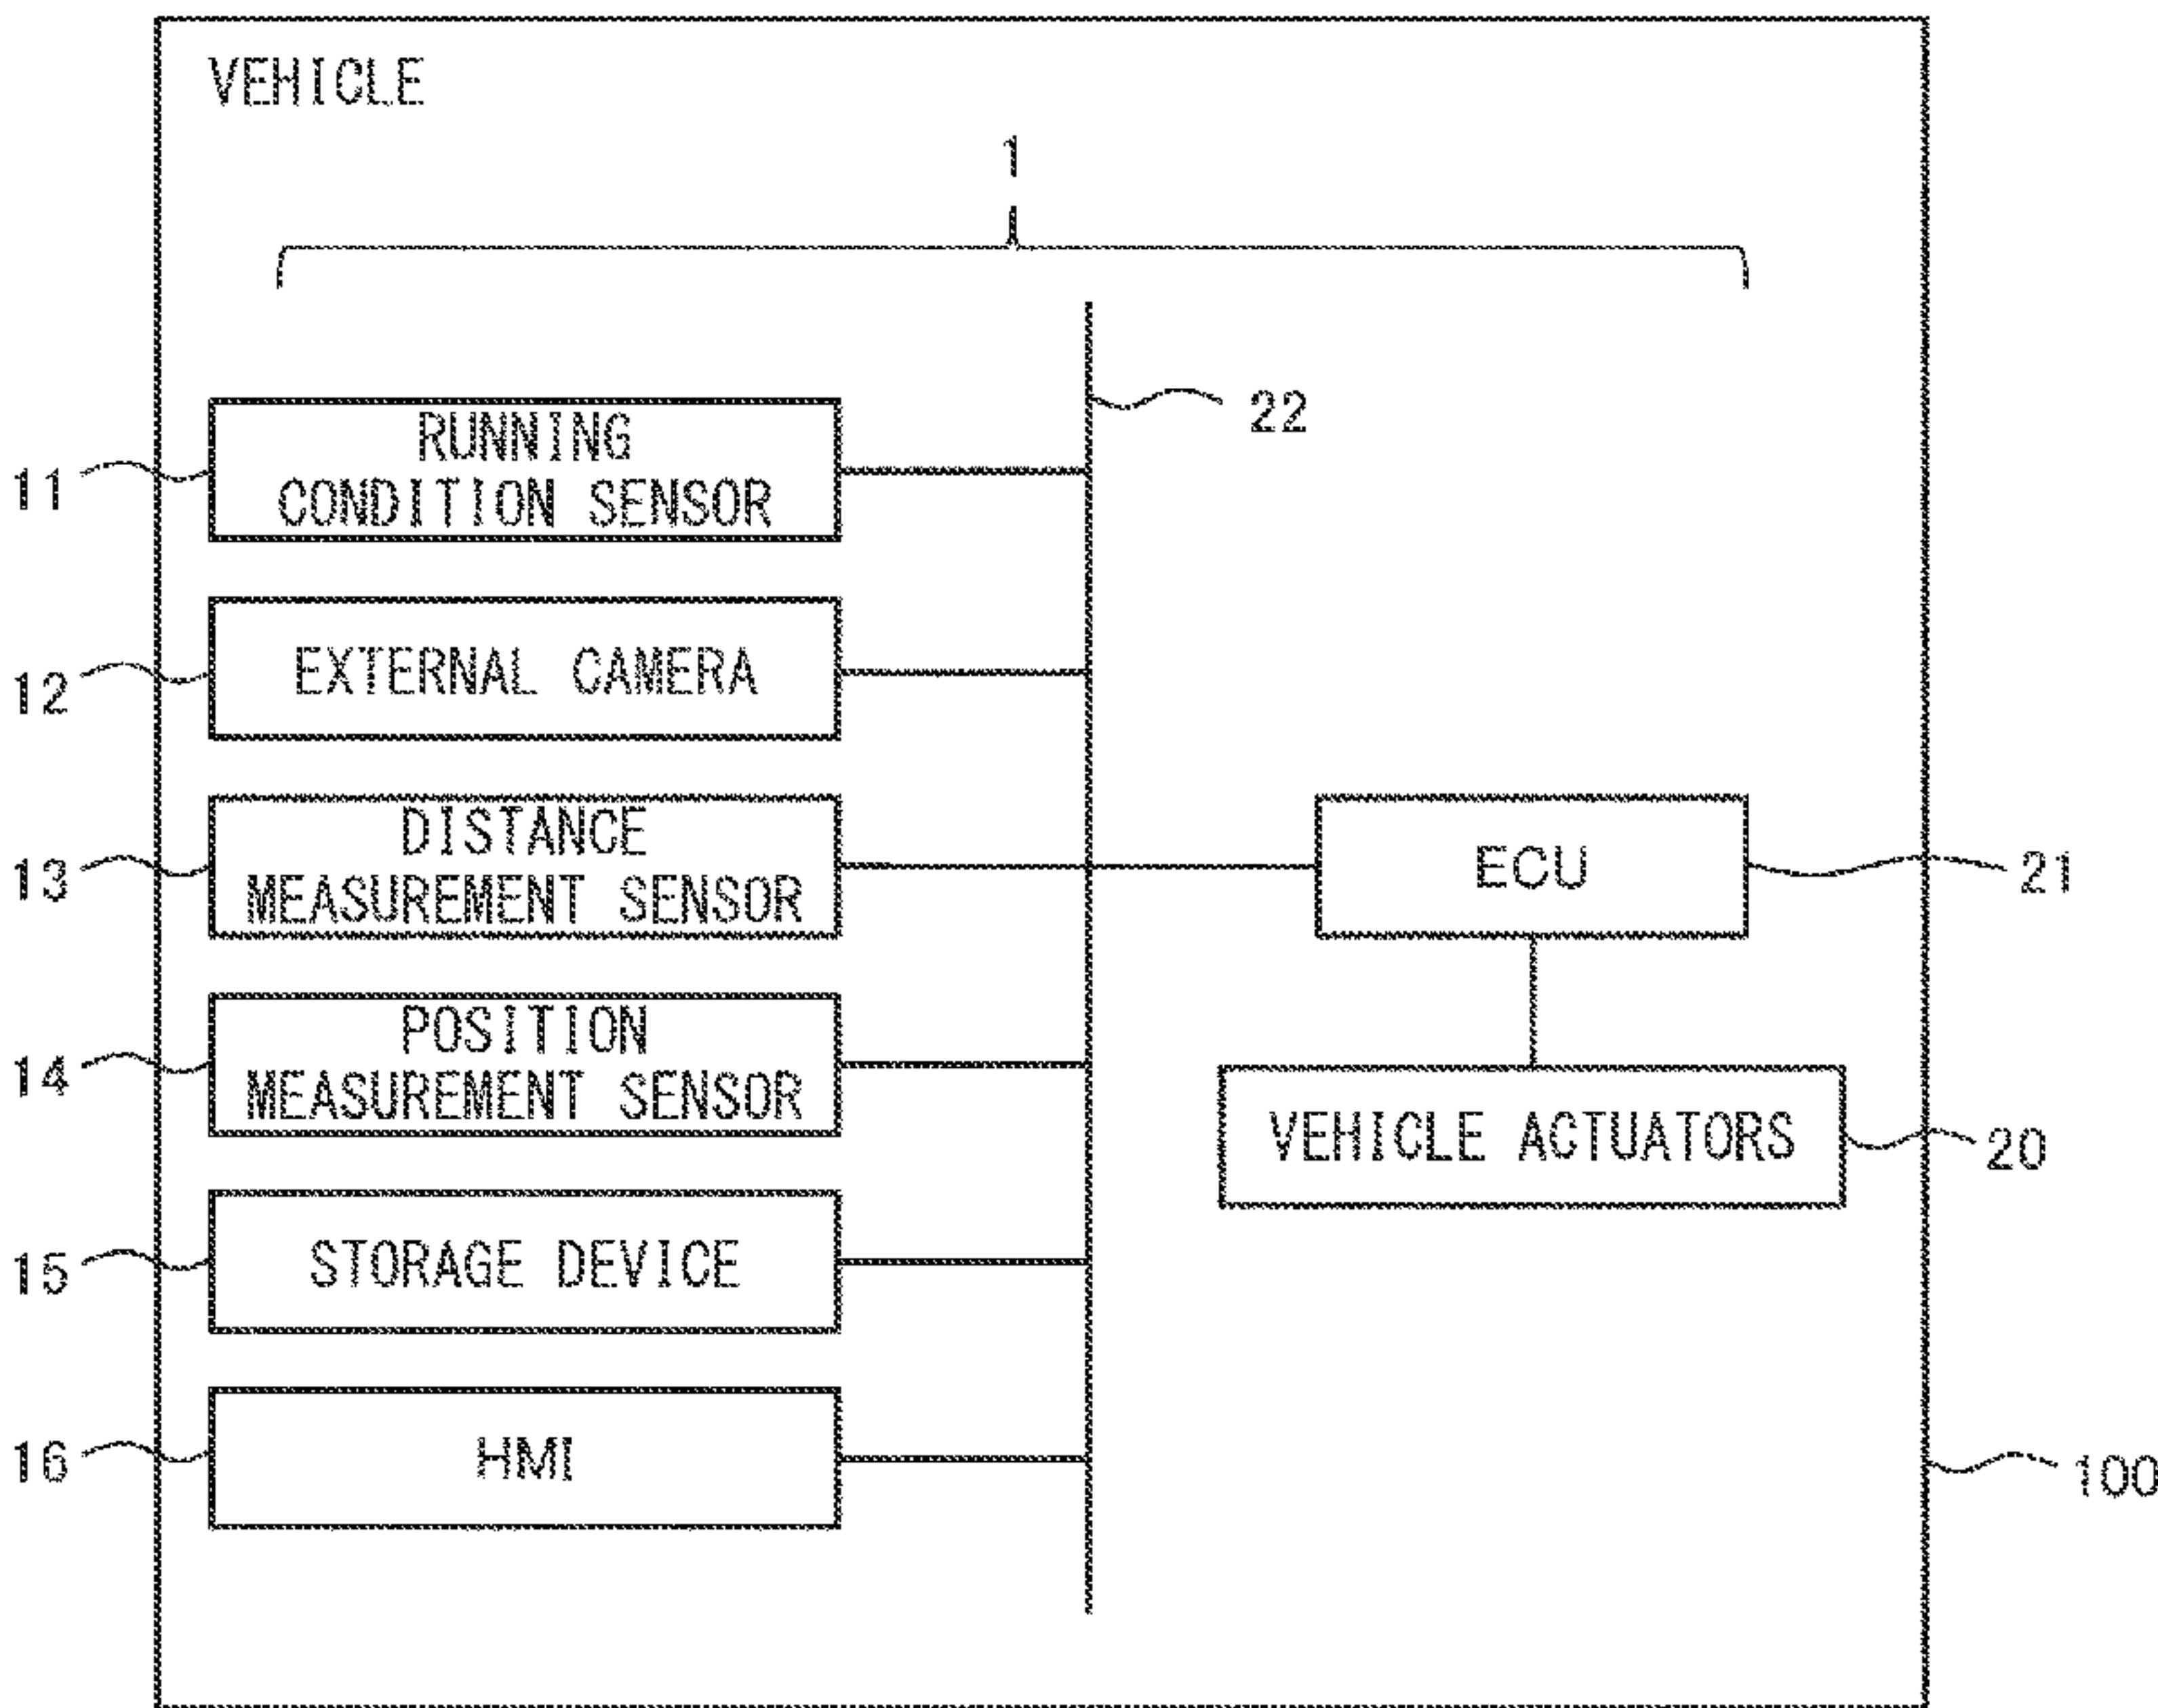 VEHICLE
1
22
RUNNING
CONDITION SENSOR
11
EXTERNAL CAMERA
12
DISTANCE
MEASUREMENT SENSOR
13
ECU
21
POSITION
MEASUREMENT SENSOR
14
VEHICLE ACTUATORS
20
STORAGE DEVICE
15
HMI
16
100